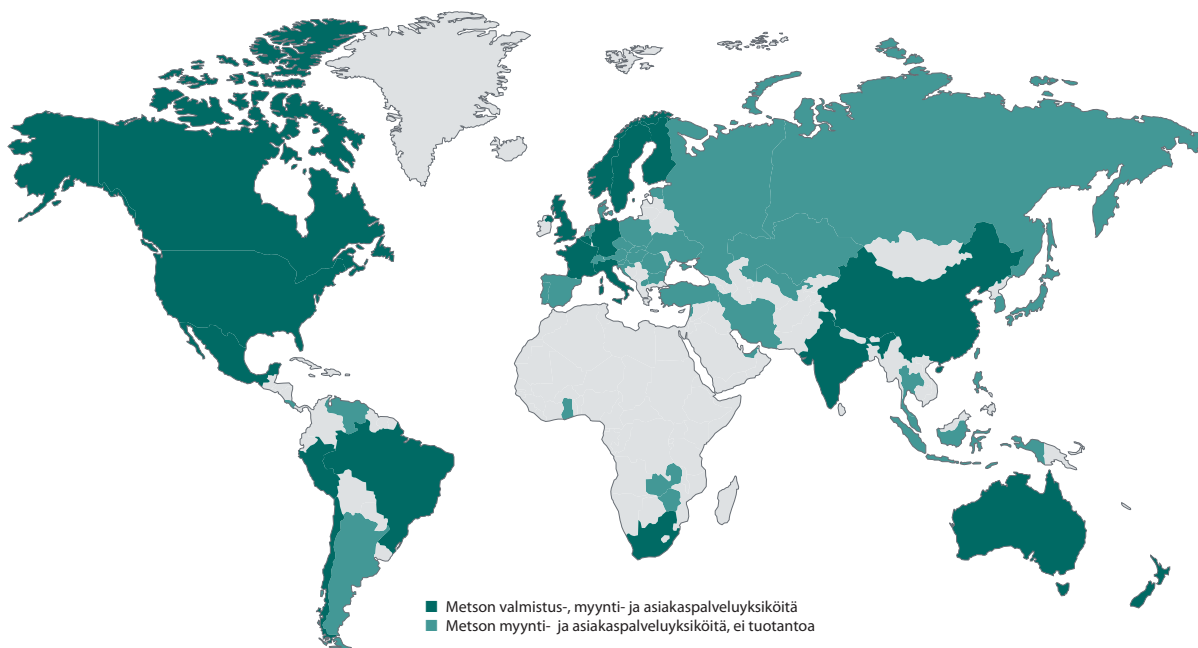 Metson valmistus-, myynti- ja asiakaspalveluyksiköitä
Metson myynti- ja asiakaspalveluyksiköitä, ei tuotantoa